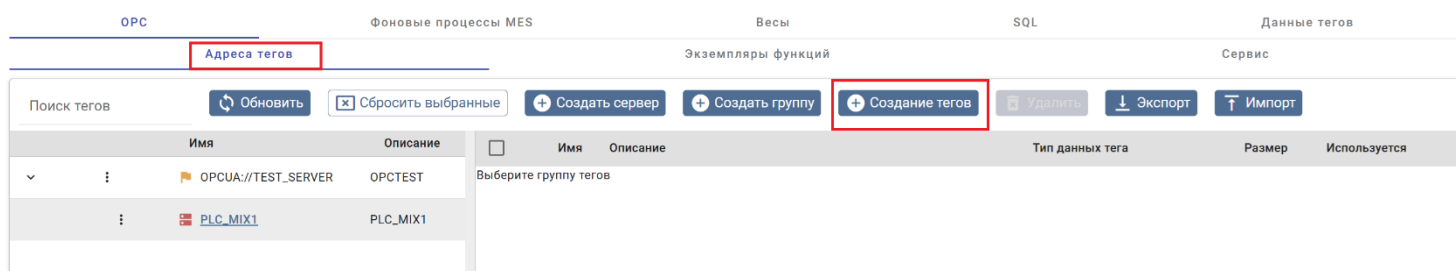 OPC Фоновые процессы MES Весы SQL Данные тегов
Адреса тегов Экземпляры функций Сервис
Поиск тегов Обновить Сбросить выбранные Создать сервер Создать группу Создание тегов Удалить Экспорт Импорт
Имя Описание Имя Описание Тип данных тега Размер Используется
OPCUA://TEST_SERVER OPCTEST Выберите группу тегов
PLC_MIX1 PLC_MIX1